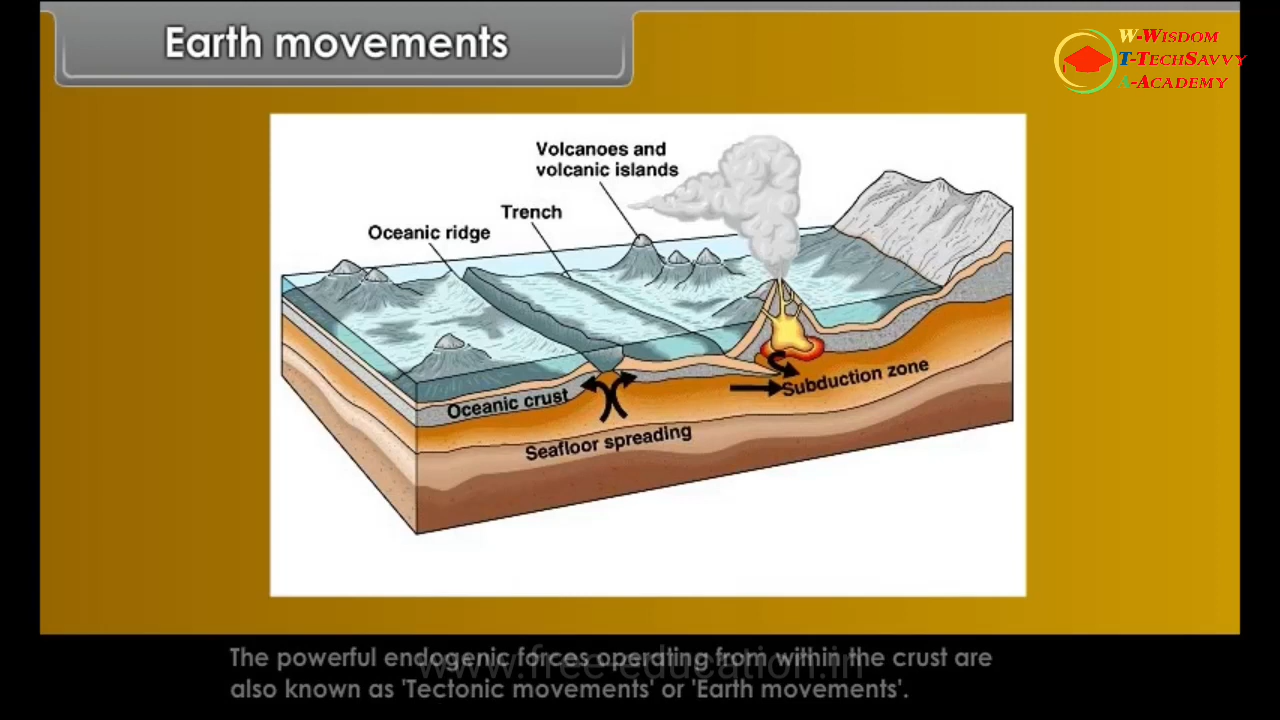 Earth movements
W-WISDOM
T-TECHSAVVY
A-ACADEMY
Volcanoes and
volcanic islands
Trench
Oceanic ridge
Oceanic crust
Seafloor spreading
Subduction zone
The powerful endogenic forces operating from within the crust are
also known as 'Tectonic movements' or 'Earth movements'.
www.free-education.in